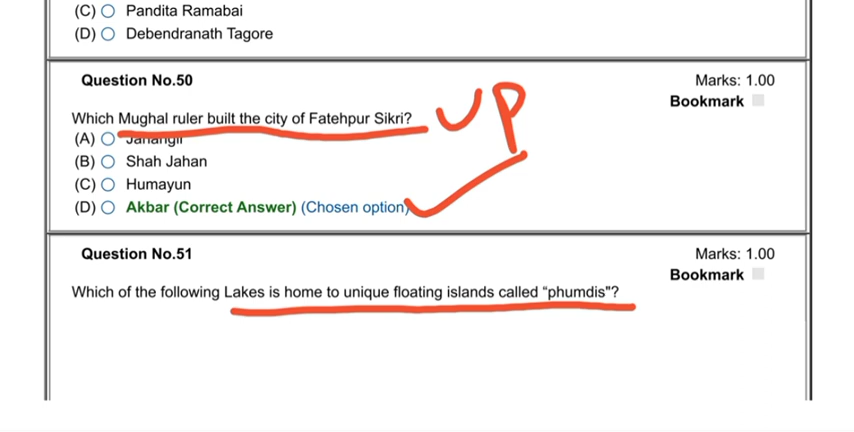 (C) Pandita Ramabai
(D) Debendranath Tagore
Question No.50
Marks: 1.00
Bookmark
Which Mughal ruler built the city of Fatehpur Sikri?
UP
(A) Jahangir
(B) Shah Jahan
(C) Humayun
(D) Akbar (Correct Answer) (Chosen option)
Question No.51
Marks: 1.00
Bookmark
Which of the following Lakes is home to unique floating islands called "phumdis"?